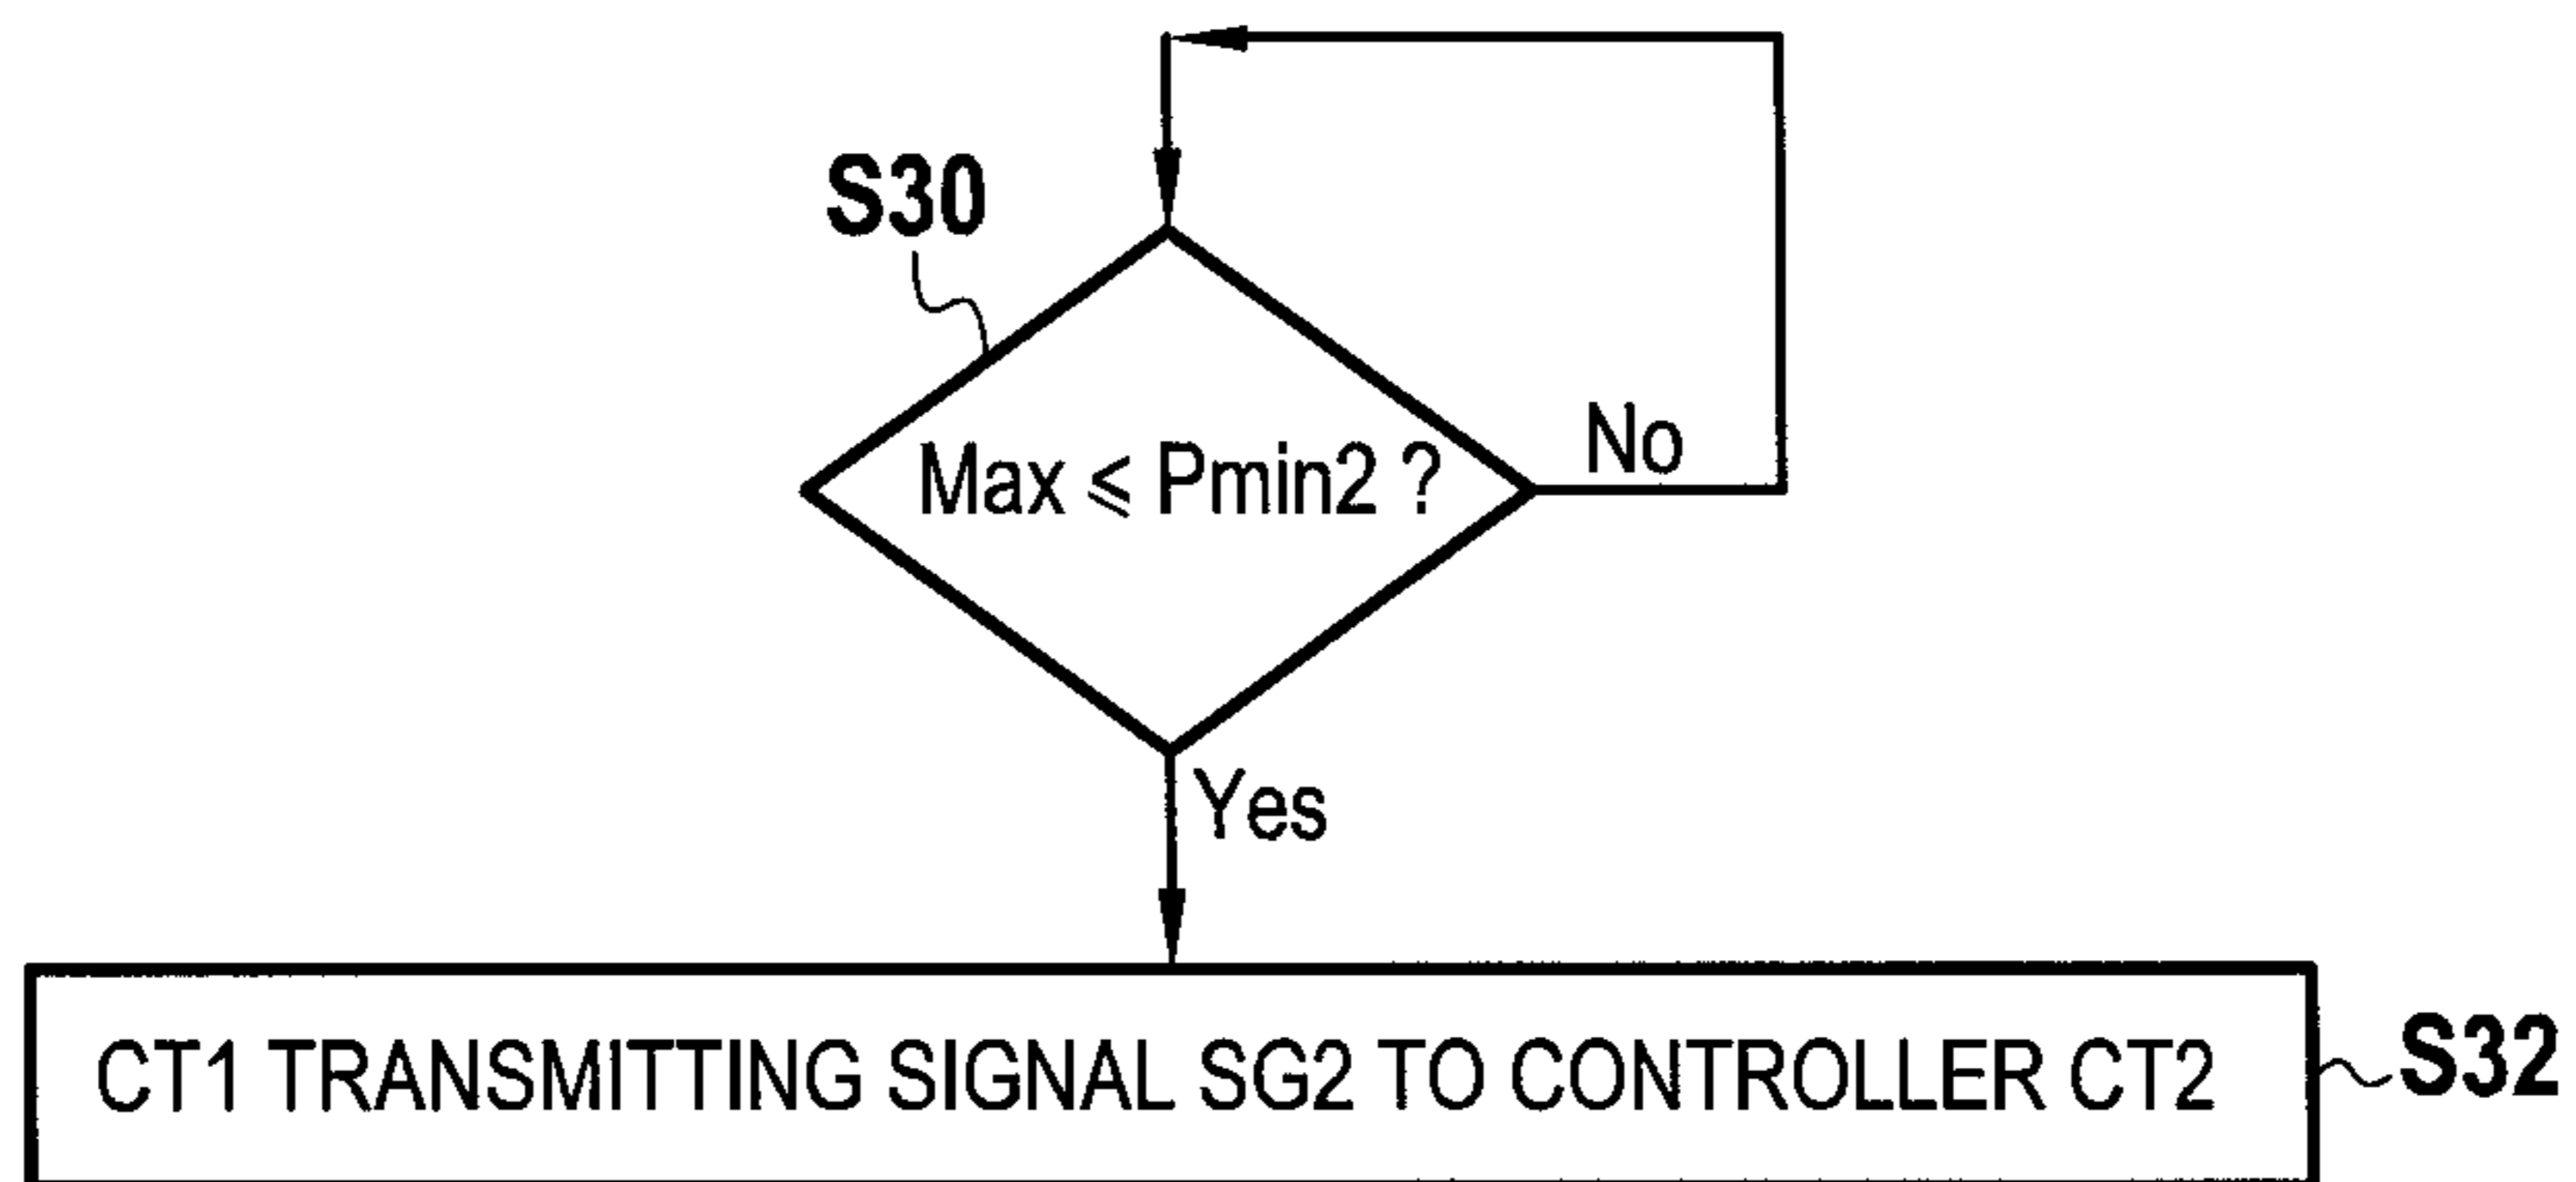 S30
Max ⩽ Pmin2 ?
No
Yes
CT1 TRANSMITTING SIGNAL SG2 TO CONTROLLER CT2
S32